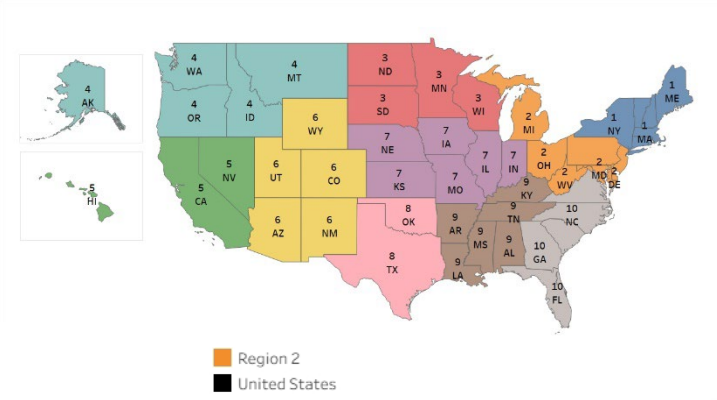 4
WA
4
MT
3
ND
3
MN
1
ME
4
AK
4
OR
4
ID
3
SD
3
WI
2
MI
1
NY
1
MA
6
WY
7
NE
7
IA
5
NV
6
UT
6
CO
7
KS
7
MO
7
IL
7
IN
2
OH
2
WV
2
MD
2
DE
5
HI
5
CA
6
AZ
6
NM
8
OK
8
TX
9
KY
9
TN
9
AR
9
MS
9
AL
9
LA
10
NC
10
GA
10
FL
Region 2
United States